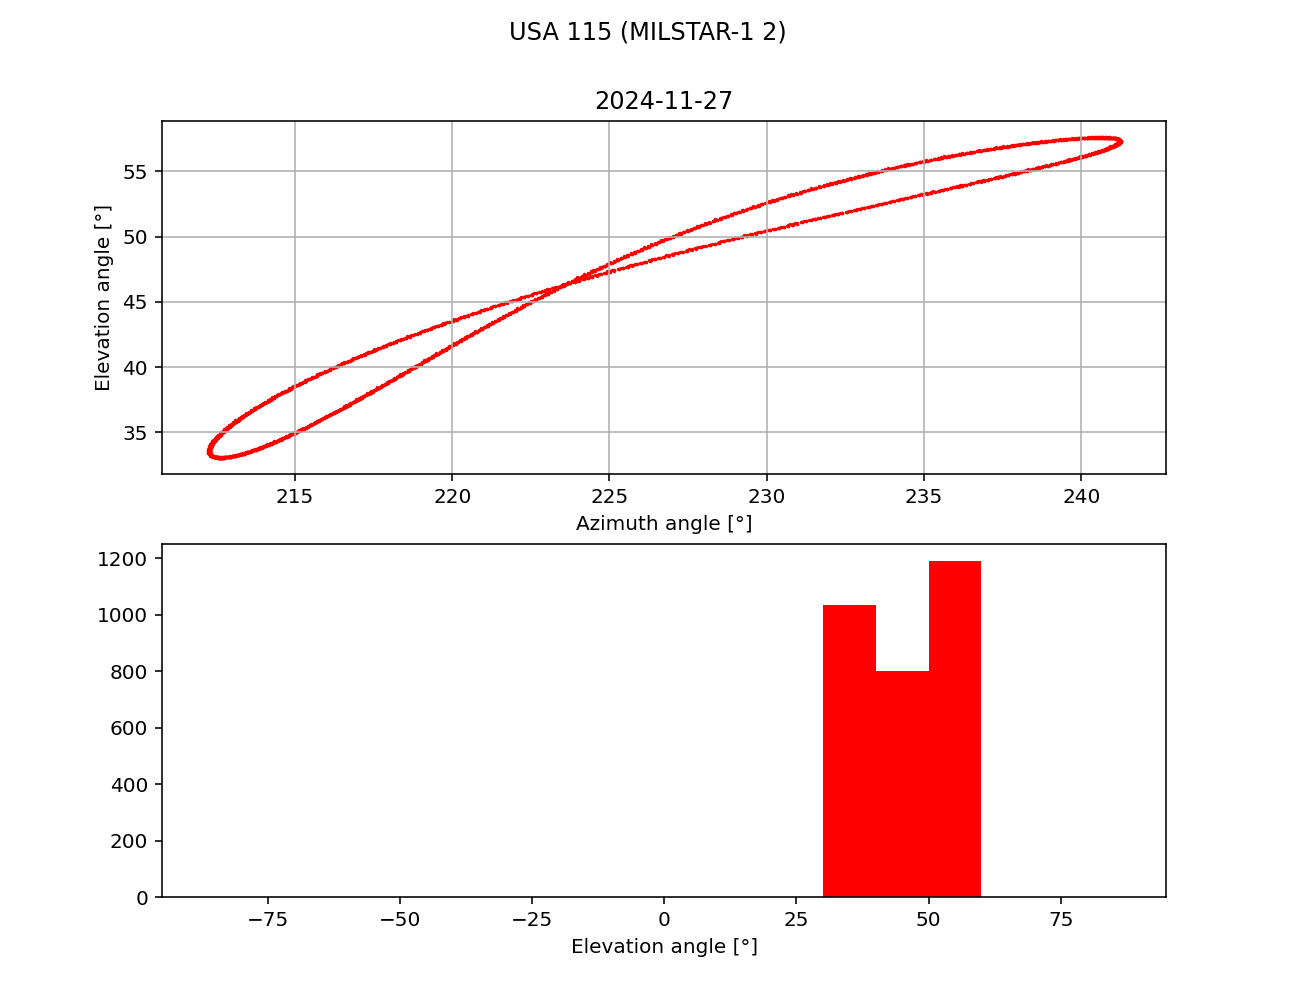 USA 115 (MILSTAR-1 2)
2024-11-27
55
50
45
40
35
Elevation angle [°]
215 220 225 230 235 240
Azimuth angle [°]
1200
1000
800
600
400
200
0
−75 −50 −25 0 25 50 75
Elevation angle [°]